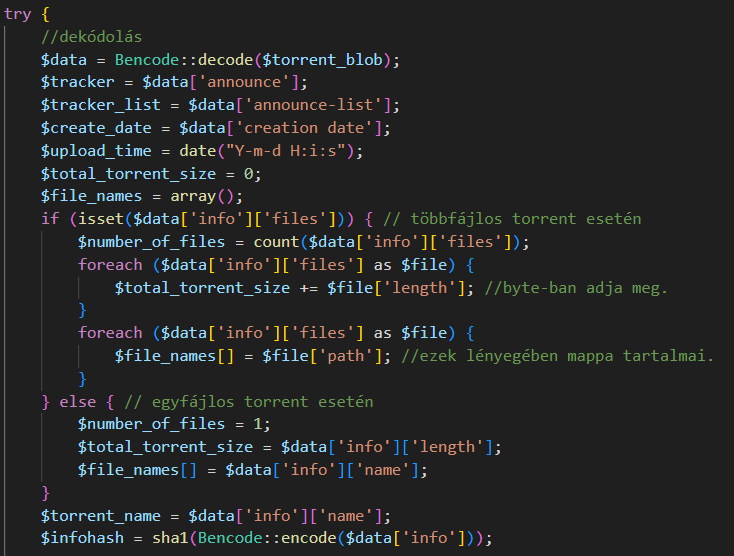 try {
//dekódolás
$data = Bencode::decode($torrent_blob);
$tracker = $data['announce'];
$tracker_list = $data['announce-list'];
$create_date = $data['creation date'];
$upload_time = date("Y-m-d H:i:s");
$total_torrent_size = 0;
$file_names = array();
if (isset($data['info']['files'])) { // többfájlos torrent esetén
$number_of_files = count($data['info']['files']);
foreach ($data['info']['files'] as $file) {
$total_torrent_size += $file['length']; //byte-ban adja meg.
}
foreach ($data['info']['files'] as $file) {
$file_names[] = $file['path']; //ezek lényegében mappa tartalmai.
}
} else { // egyfájlos torrent esetén
$number_of_files = 1;
$total_torrent_size = $data['info']['length'];
$file_names[] = $data['info']['name'];
}
$torrent_name = $data['info']['name'];
$infohash = sha1(Bencode::encode($data['info']));